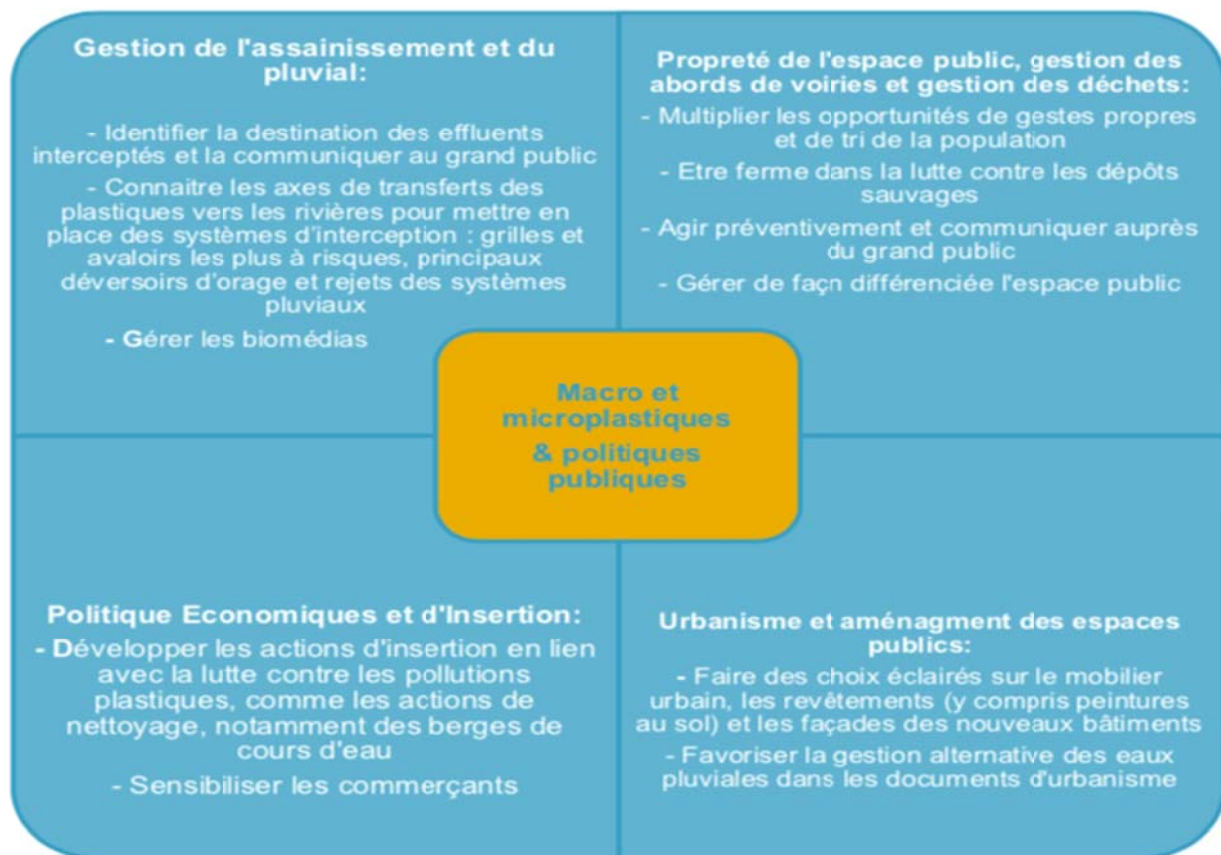 Gestion de l'assainissement et du
pluvial:
- Identifier la destination des effluents
interceptés et la communiquer au grand public
- Connaitre les axes de transferts des
plastiques vers les rivières pour mettre en
place des systèmes d'interception : grilles et
avaloirs les plus à risques, principaux
déversoirs d'orage et rejets des systèmes
pluviaux
- Gérer les biomédias
Propreté de l'espace public, gestion des
abords de voiries et gestion des déchets:
- Multiplier les opportunités de gestes propres
et de tri de la population
- Etre ferme dans la lutte contre les dépôts
sauvages
- Agir préventivement et communiquer auprès
du grand public
- Gérer de façn différenciée l'espace public
Macro et
microplastiques
& politiques
publiques
Politique Economiques et d'Insertion:
- Développer les actions d'insertion en lien
avec la lutte contre les pollutions
plastiques, comme les actions de
nettoyage, notamment des berges de
cours d'eau
- Sensibiliser les commerçants
Urbanisme et aménagment des espaces
publics:
- Faire des choix éclairés sur le mobilier
urbain, les revêtements (y compris peintures
au sol) et les façades des nouveaux bâtiments
- Favoriser la gestion alternative des eaux
pluviales dans les documents d'urbanisme